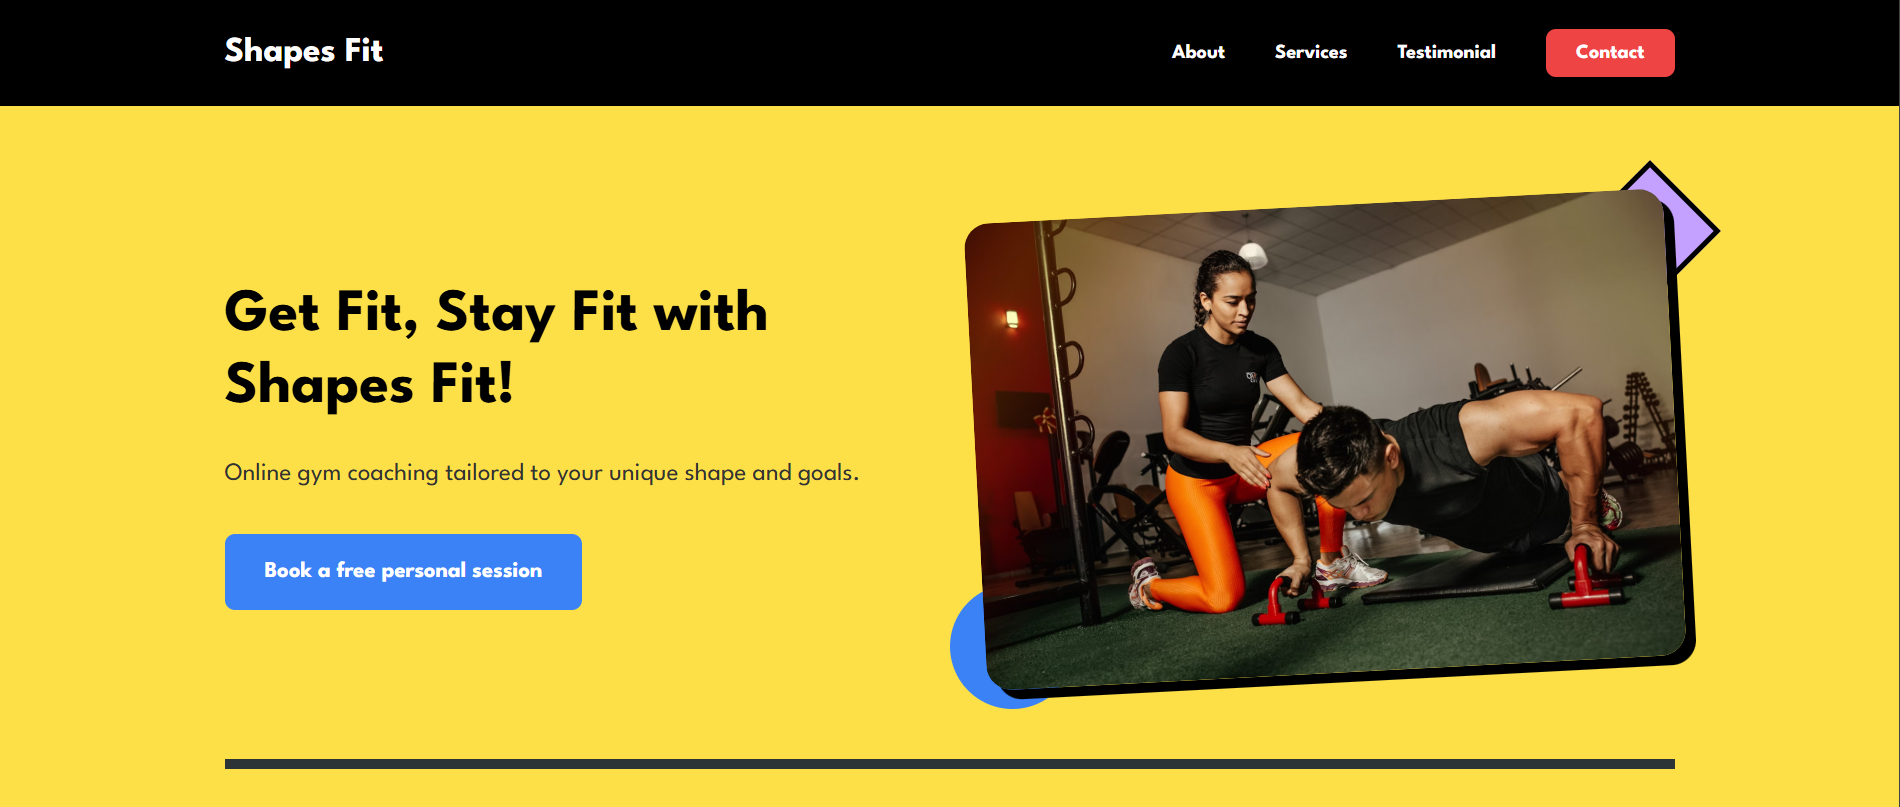 Shapes Fit
About Services Testimonial Contact
Get Fit, Stay Fit with
Shapes Fit!
Online gym coaching tailored to your unique shape and goals.
Book a free personal session